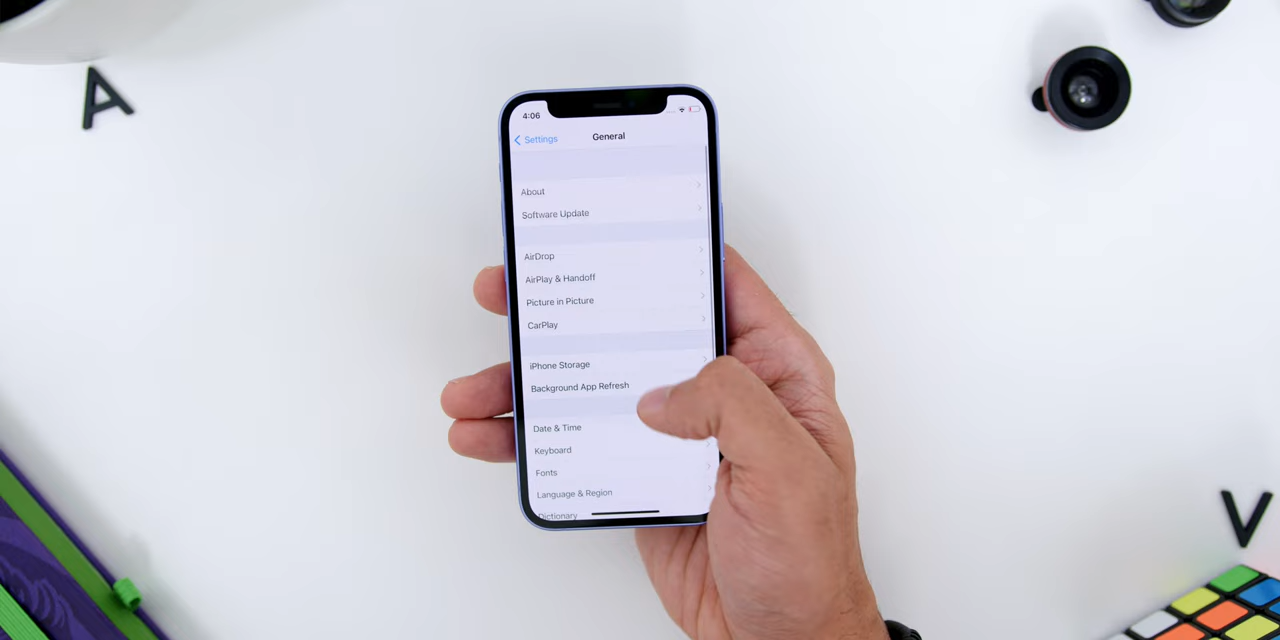 A
4:06
Settings
General
About
Software Update
AirDrop
AirPlay & Handoff
Picture in Picture
CarPlay
iPhone Storage
Background App Refresh
Date & Time
Keyboard
Fonts
Language & Region
Dictionary
V